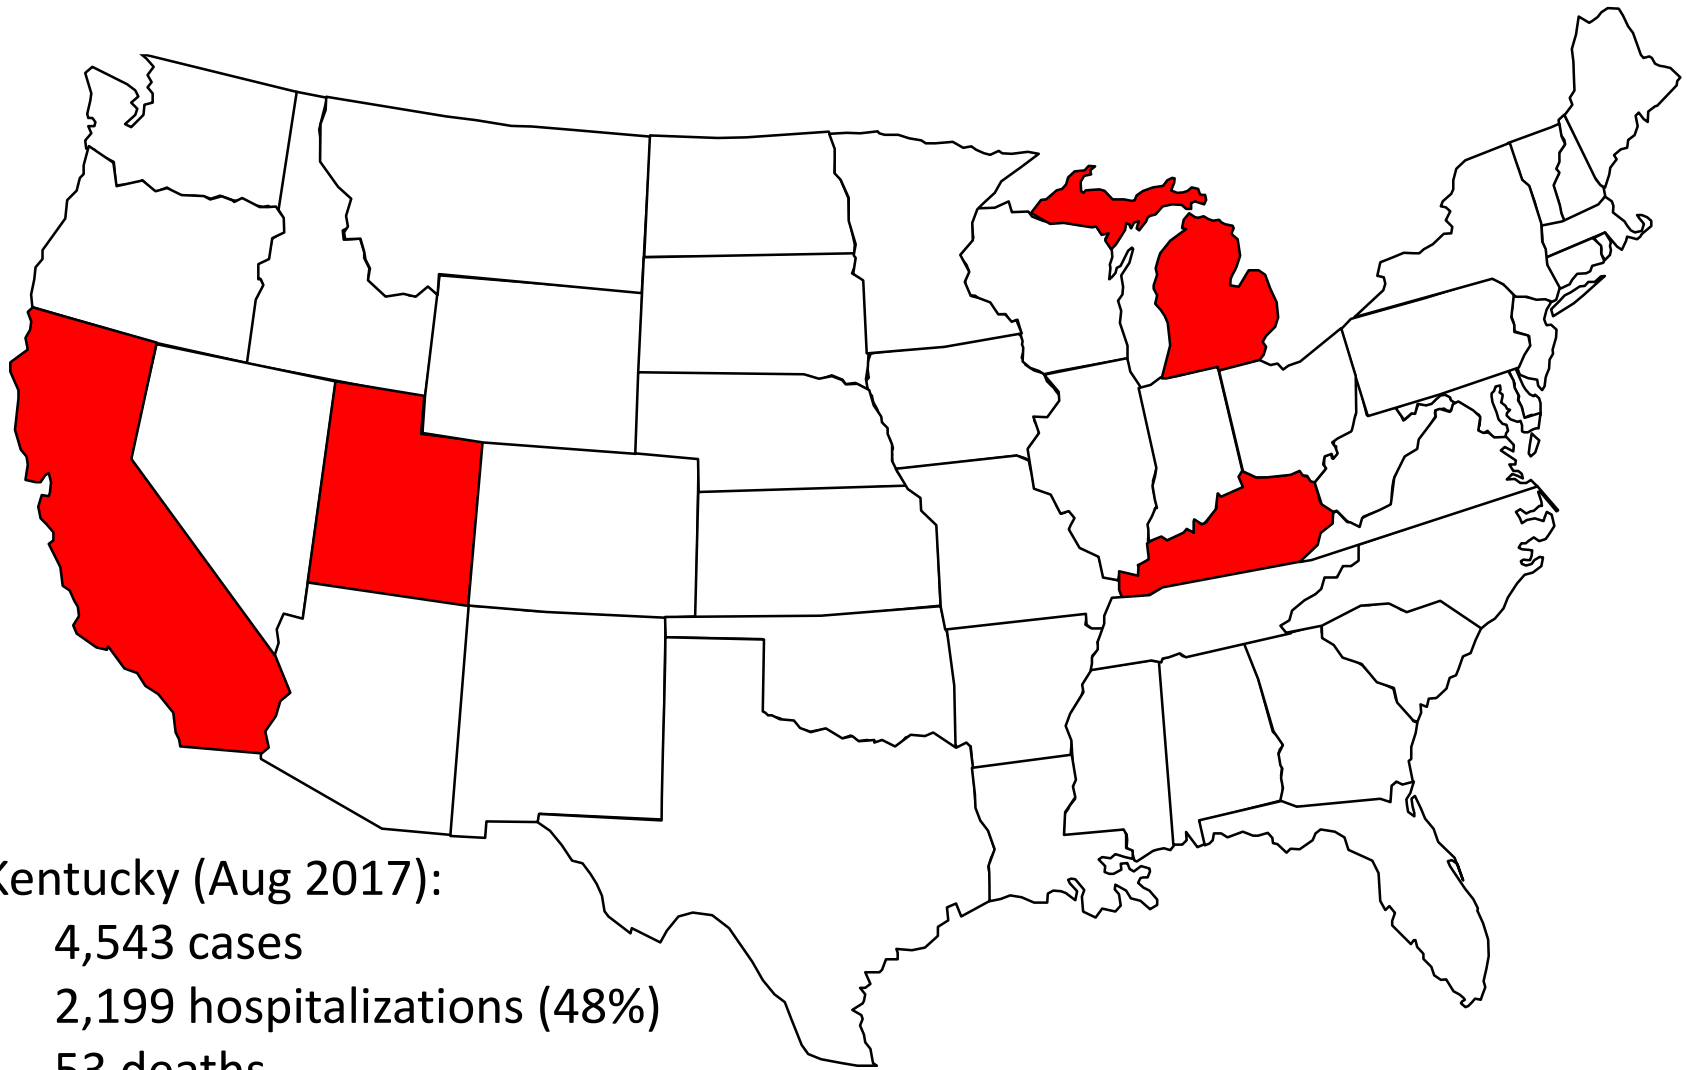 Kentucky (Aug 2017):
4,543 cases
2,199 hospitalizations (48%)
53 deaths